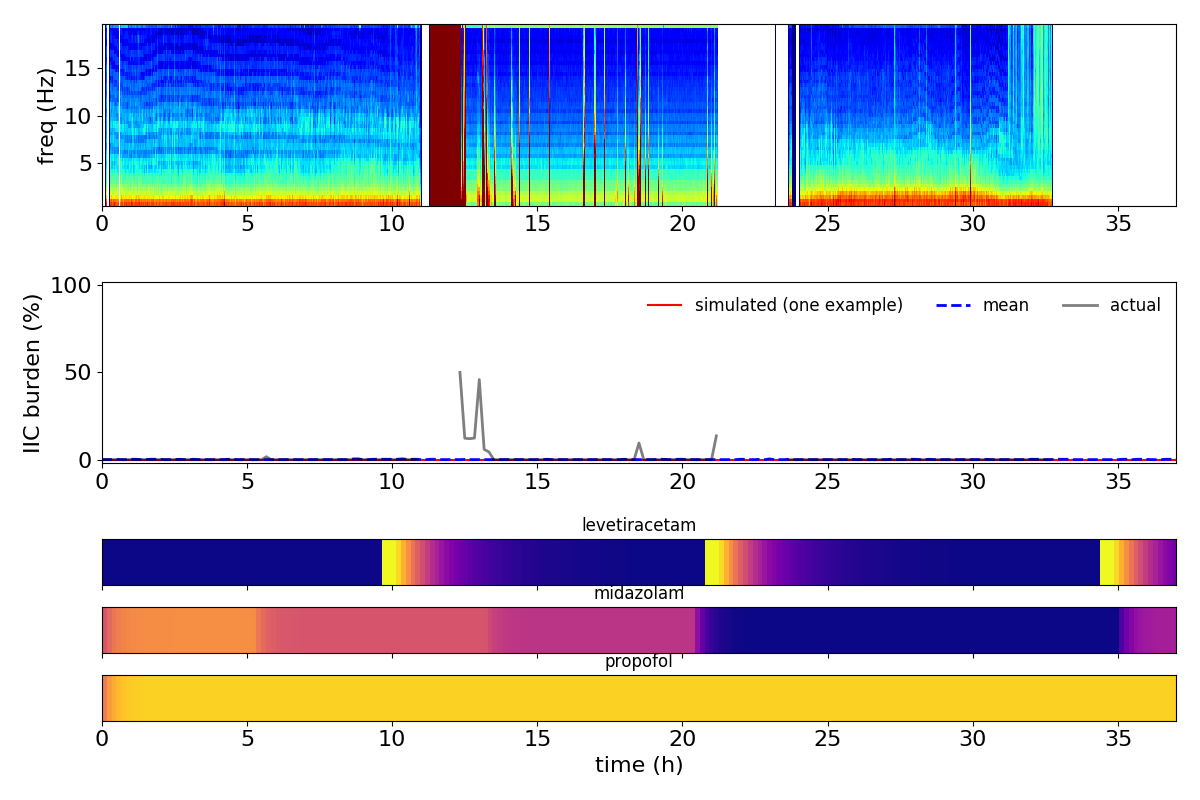 freq (Hz)
15
10
5
0 5 10 15 20 25 30 35
IIC burden (%)
100
50
0
simulated (one example) mean actual
0 5 10 15 20 25 30 35
levetiracetam
midazolam
propofol
0 5 10 15 20 25 30 35
time (h)